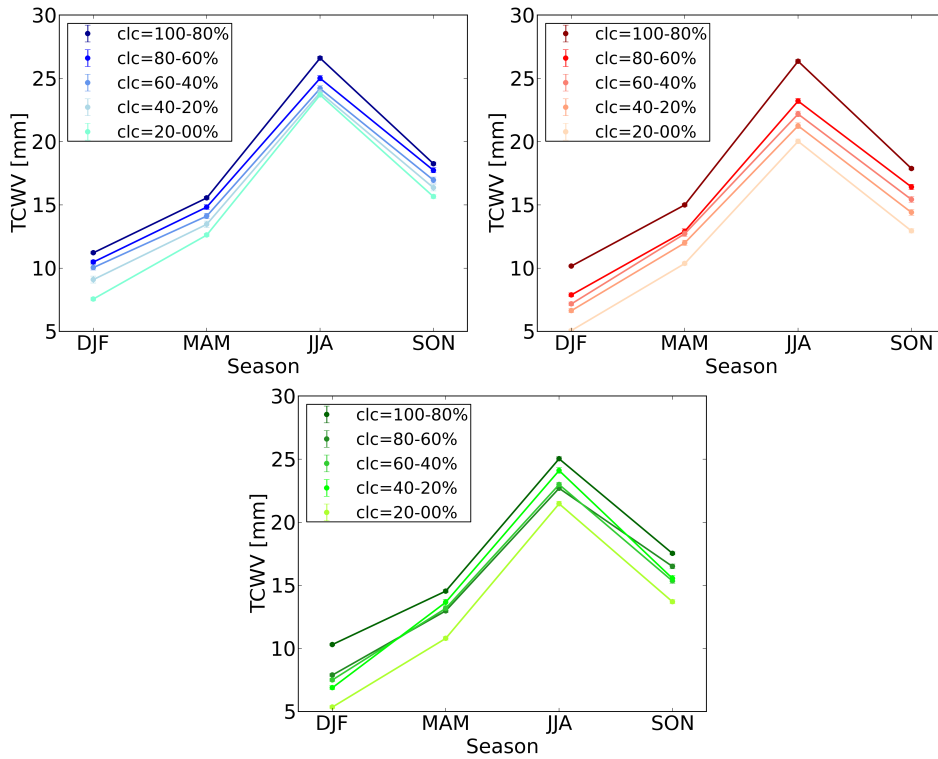 30
25
20
15
10
5
TCWV [mm]
clc=100-80%
clc=80-60%
clc=60-40%
clc=40-20%
clc=20-00%
DJF MAM JJA SON
Season
30
25
20
15
10
5
TCWV [mm]
clc=100-80%
clc=80-60%
clc=60-40%
clc=40-20%
clc=20-00%
DJF MAM JJA SON
Season
30
25
20
15
10
5
TCWV [mm]
clc=100-80%
clc=80-60%
clc=60-40%
clc=40-20%
clc=20-00%
DJF MAM JJA SON
Season